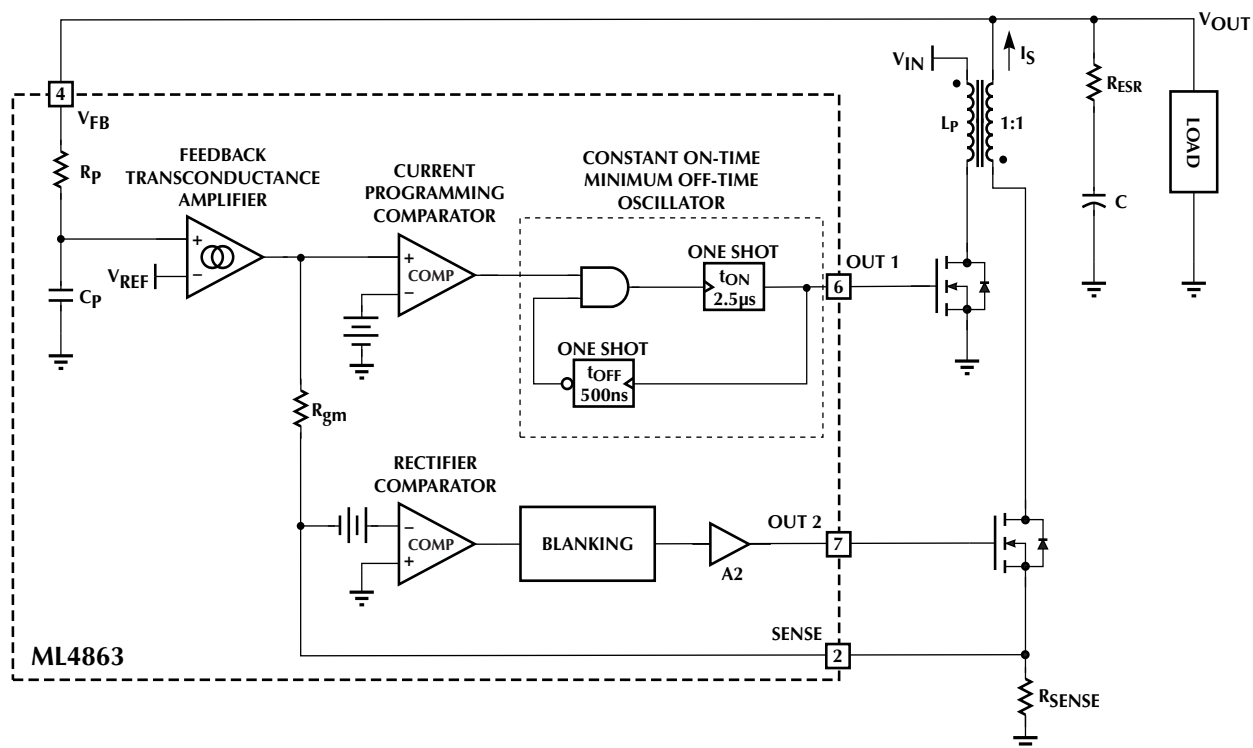 VOUT
IS
VIN
RESR
4
VFB
LP
1:1
LOAD
RP
FEEDBACK
TRANSCONDUCTANCE
AMPLIFIER
CURRENT
PROGRAMMING
COMPARATOR
CONSTANT ON-TIME
MINIMUM OFF-TIME
OSCILLATOR
C
+
–
VREF
CP
+
COMP
–
ONE SHOT
tON
2.5µs
OUT 1
6
ONE SHOT
tOFF
500ns
Rgm
RECTIFIER
COMPARATOR
–
COMP
+
BLANKING
A2
OUT 2
7
SENSE
2
ML4863
RSENSE